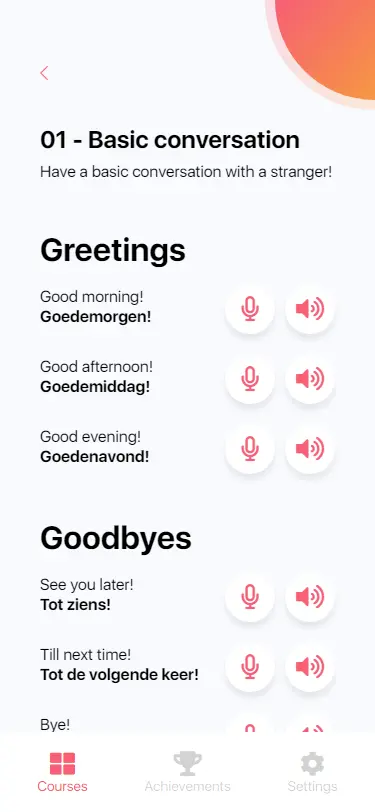 01 - Basic conversation
Have a basic conversation with a stranger!
Greetings
Good morning!
Goedemorgen!
Good afternoon!
Goedemiddag!
Good evening!
Goedenavond!
Goodbyes
See you later!
Tot ziens!
Till next time!
Tot de volgende keer!
Bye!
Courses
Achievements
Settings